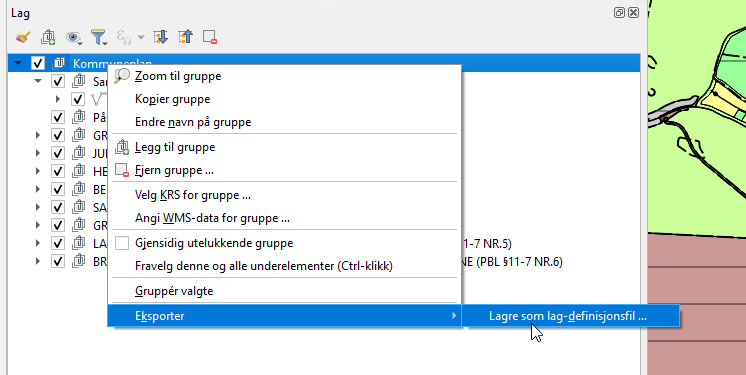 Lag
Kommuneplan
Zoom til gruppe
Kopier gruppe
Endre navn på gruppe
Legg til gruppe
Fjern gruppe ...
Velg KRS for gruppe ...
Angi WMS-data for gruppe ...
Gjensidig utelukkende gruppe
Fravelg denne og alle underelementer (Ctrl-klikk)
Gruppér valgte
Eksporter
Lagre som lag-definisjonsfil ...
Sa
På
GR
JU
HE
BE
SA
GR
LA 1-7 NR.5)
BR NE (PBL §11-7 NR.6)